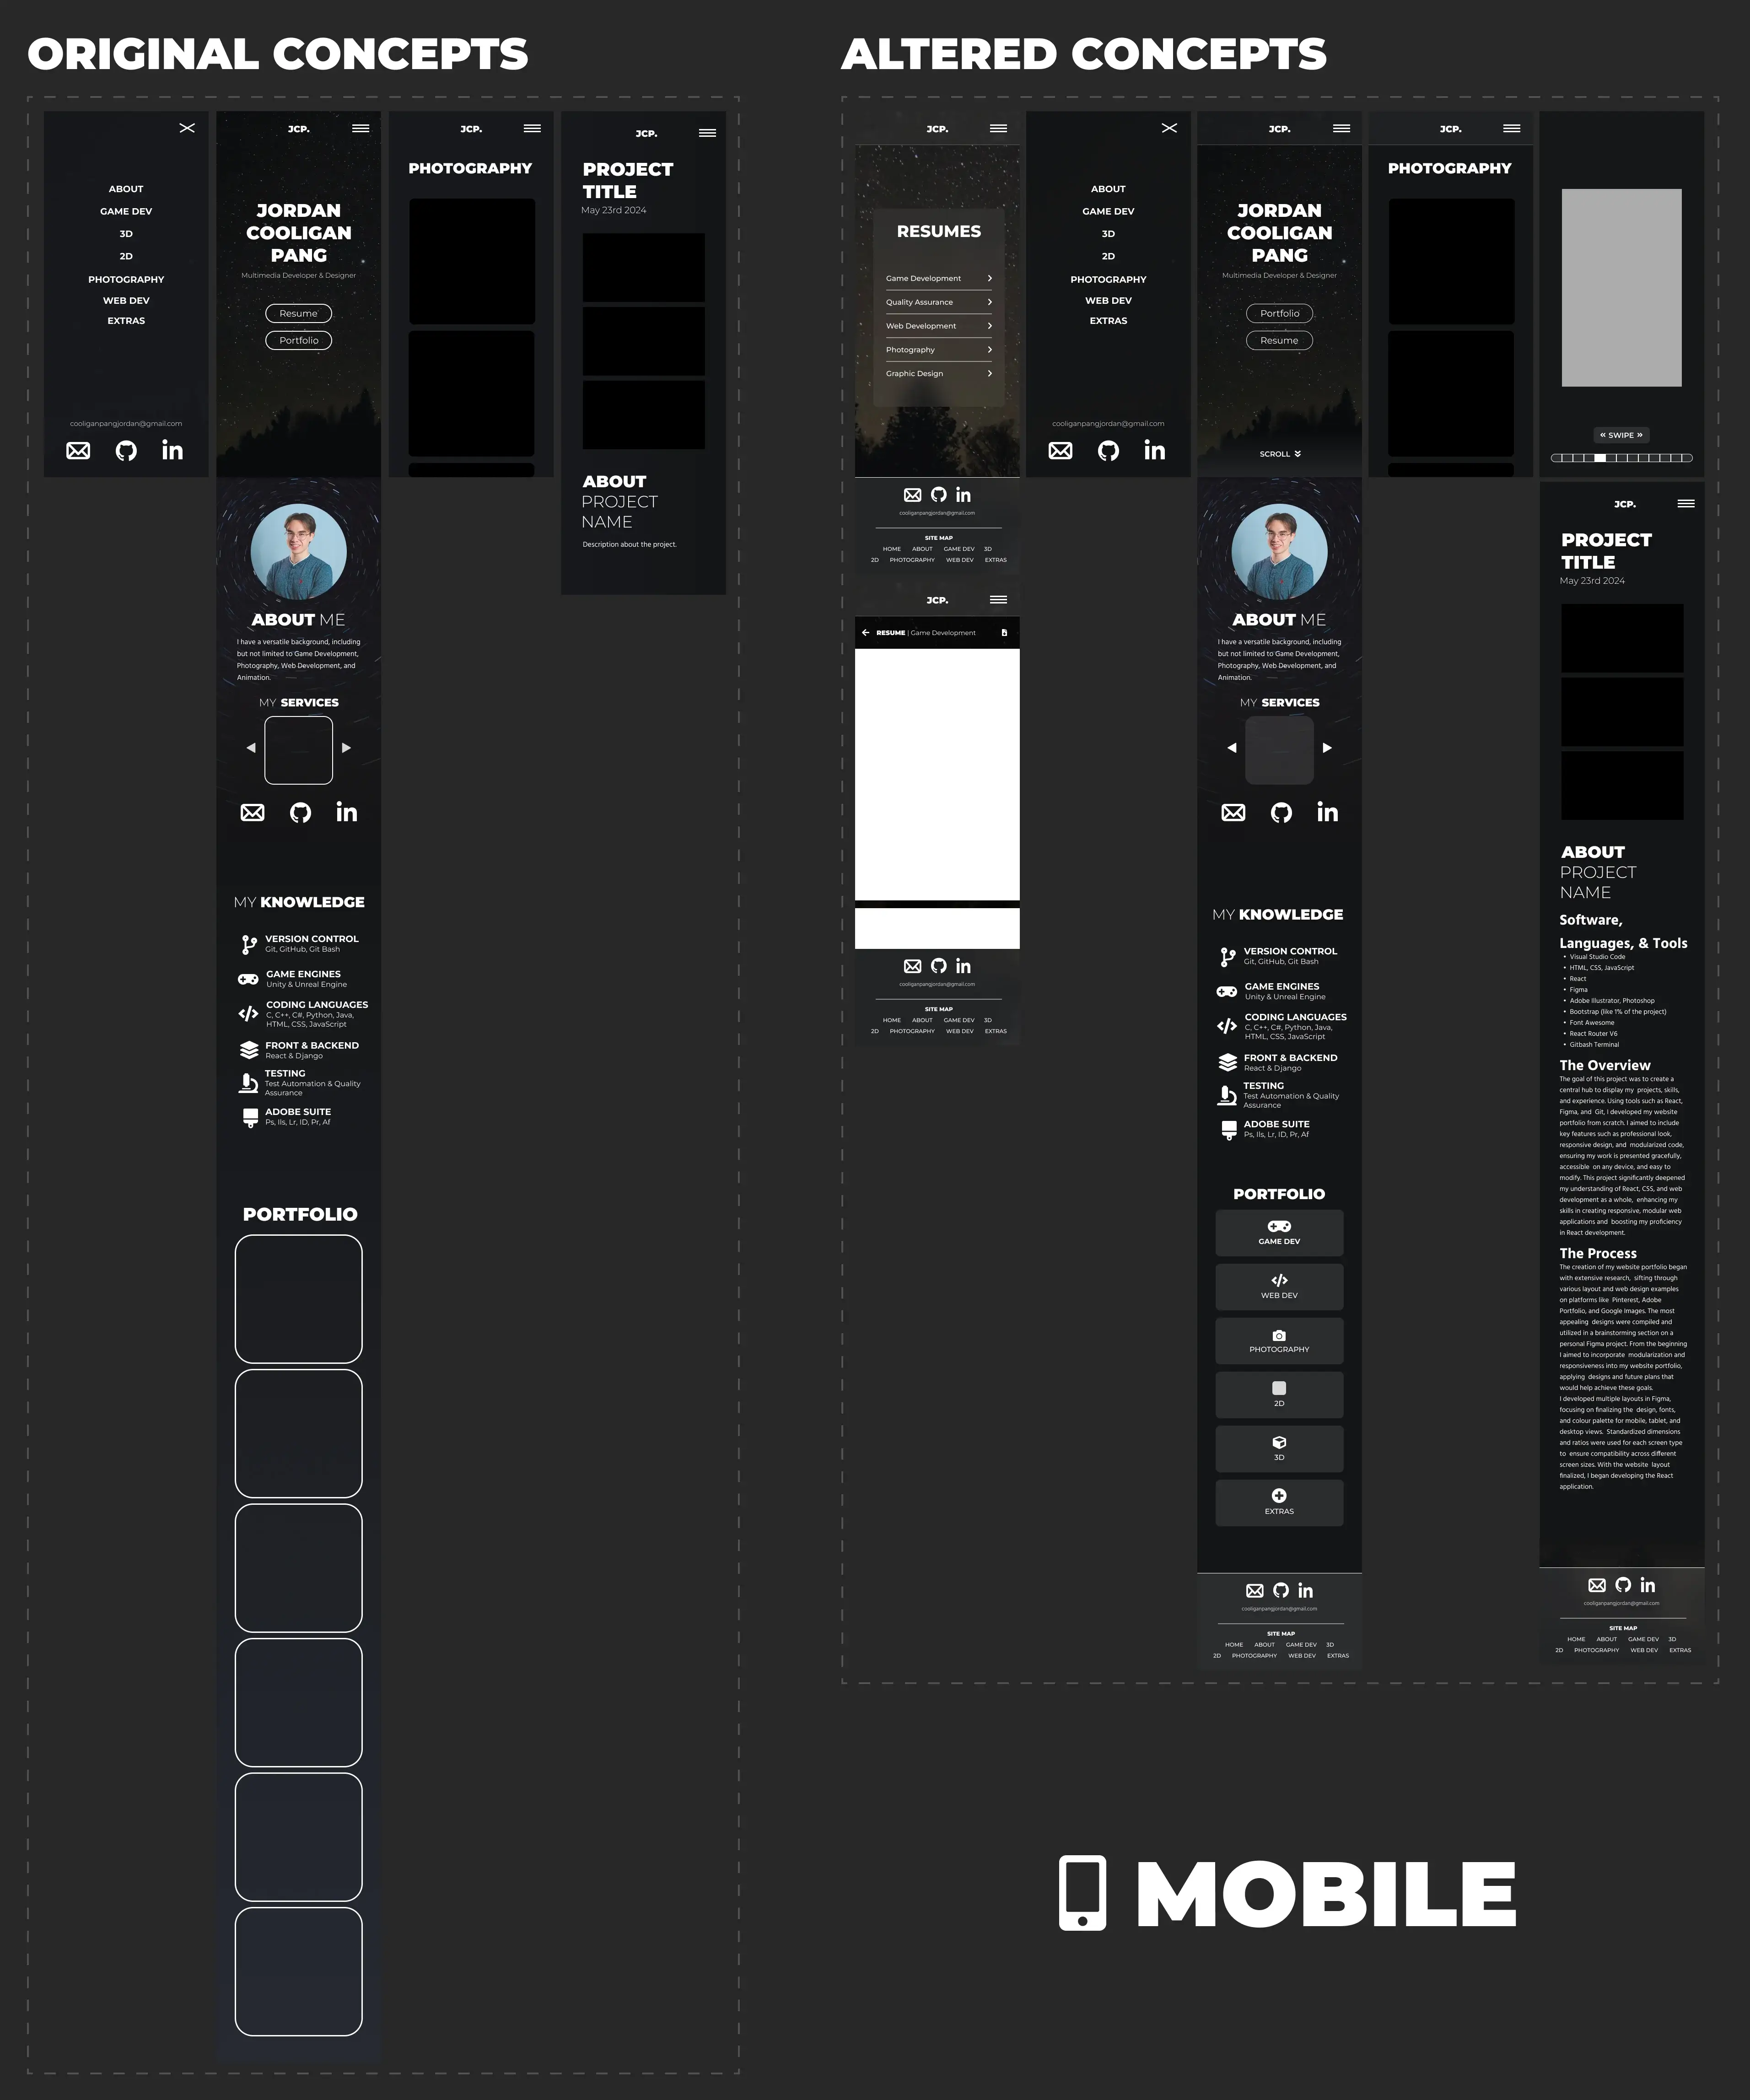 ORIGINAL CONCEPTS
ABOUT
GAME DEV
3D
2D
PHOTOGRAPHY
WEB DEV
EXTRAS
cooliganpangjordan@gmail.com
JCP.
JORDAN
COOLIGAN
PANG
Multimedia Developer & Designer
Resume
Portfolio
ABOUT ME
I have a versatile background, including
but not limited to Game Development,
Photography, Web Development, and
Animation.
MY SERVICES
MY KNOWLEDGE
VERSION CONTROL
Git, GitHub, Git Bash
GAME ENGINES
Unity & Unreal Engine
CODING LANGUAGES
C, C++, C#, Python, Java,
HTML, CSS, JavaScript
FRONT & BACKEND
React & Django
TESTING
Test Automation & Quality
Assurance
ADOBE SUITE
Ps, Ils, Lr, ID, Pr, Af
PORTFOLIO
JCP.
PHOTOGRAPHY
JCP.
PROJECT
TITLE
May 23rd 2024
ABOUT
PROJECT
NAME
Description about the project.
ALTERED CONCEPTS
JCP.
RESUMES
Game Development
Quality Assurance
Web Development
Photography
Graphic Design
cooliganpangjordan@gmail.com
SITE MAP
HOME ABOUT GAME DEV 3D
2D PHOTOGRAPHY WEB DEV EXTRAS
JCP.
RESUME | Game Development
cooliganpangjordan@gmail.com
SITE MAP
HOME ABOUT GAME DEV 3D
2D PHOTOGRAPHY WEB DEV EXTRAS
ABOUT
GAME DEV
3D
2D
PHOTOGRAPHY
WEB DEV
EXTRAS
cooliganpangjordan@gmail.com
JCP.
JORDAN
COOLIGAN
PANG
Multimedia Developer & Designer
Portfolio
Resume
SCROLL
ABOUT ME
I have a versatile background, including
but not limited to Game Development,
Photography, Web Development, and
Animation.
MY SERVICES
MY KNOWLEDGE
VERSION CONTROL
Git, GitHub, Git Bash
GAME ENGINES
Unity & Unreal Engine
CODING LANGUAGES
C, C++, C#, Python, Java,
HTML, CSS, JavaScript
FRONT & BACKEND
React & Django
TESTING
Test Automation & Quality
Assurance
ADOBE SUITE
Ps, Ils, Lr, ID, Pr, Af
PORTFOLIO
GAME DEV
WEB DEV
PHOTOGRAPHY
2D
3D
EXTRAS
cooliganpangjordan@gmail.com
SITE MAP
HOME ABOUT GAME DEV 3D
2D PHOTOGRAPHY WEB DEV EXTRAS
JCP.
PHOTOGRAPHY
« SWIPE »
JCP.
PROJECT
TITLE
May 23rd 2024
ABOUT
PROJECT
NAME
Software,
Languages, & Tools
• Visual Studio Code
• HTML, CSS, JavaScript
• React
• Figma
• Adobe Illustrator, Photoshop
• Bootstrap (like 1% of the project)
• Font Awesome
• React Router V6
• Gitbash Terminal
The Overview
The goal of this project was to create a
central hub to display my projects, skills,
and experience. Using tools such as React,
Figma, and Git, I developed my website
portfolio from scratch. I aimed to include
key features such as professional look,
responsive design, and modularized code,
ensuring my work is presented gracefully,
accessible on any device, and easy to
modify. This project significantly deepened
my understanding of React, CSS, and web
development as a whole, enhancing my
skills in creating responsive, modular web
applications and boosting my proficiency
in React development.
The Process
The creation of my website portfolio began
with extensive research, sifting through
various layout and web design examples
on platforms like Pinterest, Adobe
Portfolio, and Google Images. The most
appealing designs were compiled and
utilized in a brainstorming section on a
personal Figma project. From the beginning
I aimed to incorporate modularization and
responsiveness into my website portfolio,
applying designs and future plans that
would help achieve these goals.
I developed multiple layouts in Figma,
focusing on finalizing the design, fonts,
and colour palette for mobile, tablet, and
desktop views. Standardized dimensions
and ratios were used for each screen type
to ensure compatibility across different
screen sizes. With the website layout
finalized, I began developing the React
application.
cooliganpangjordan@gmail.com
SITE MAP
HOME ABOUT GAME DEV 3D
2D PHOTOGRAPHY WEB DEV EXTRAS
MOBILE